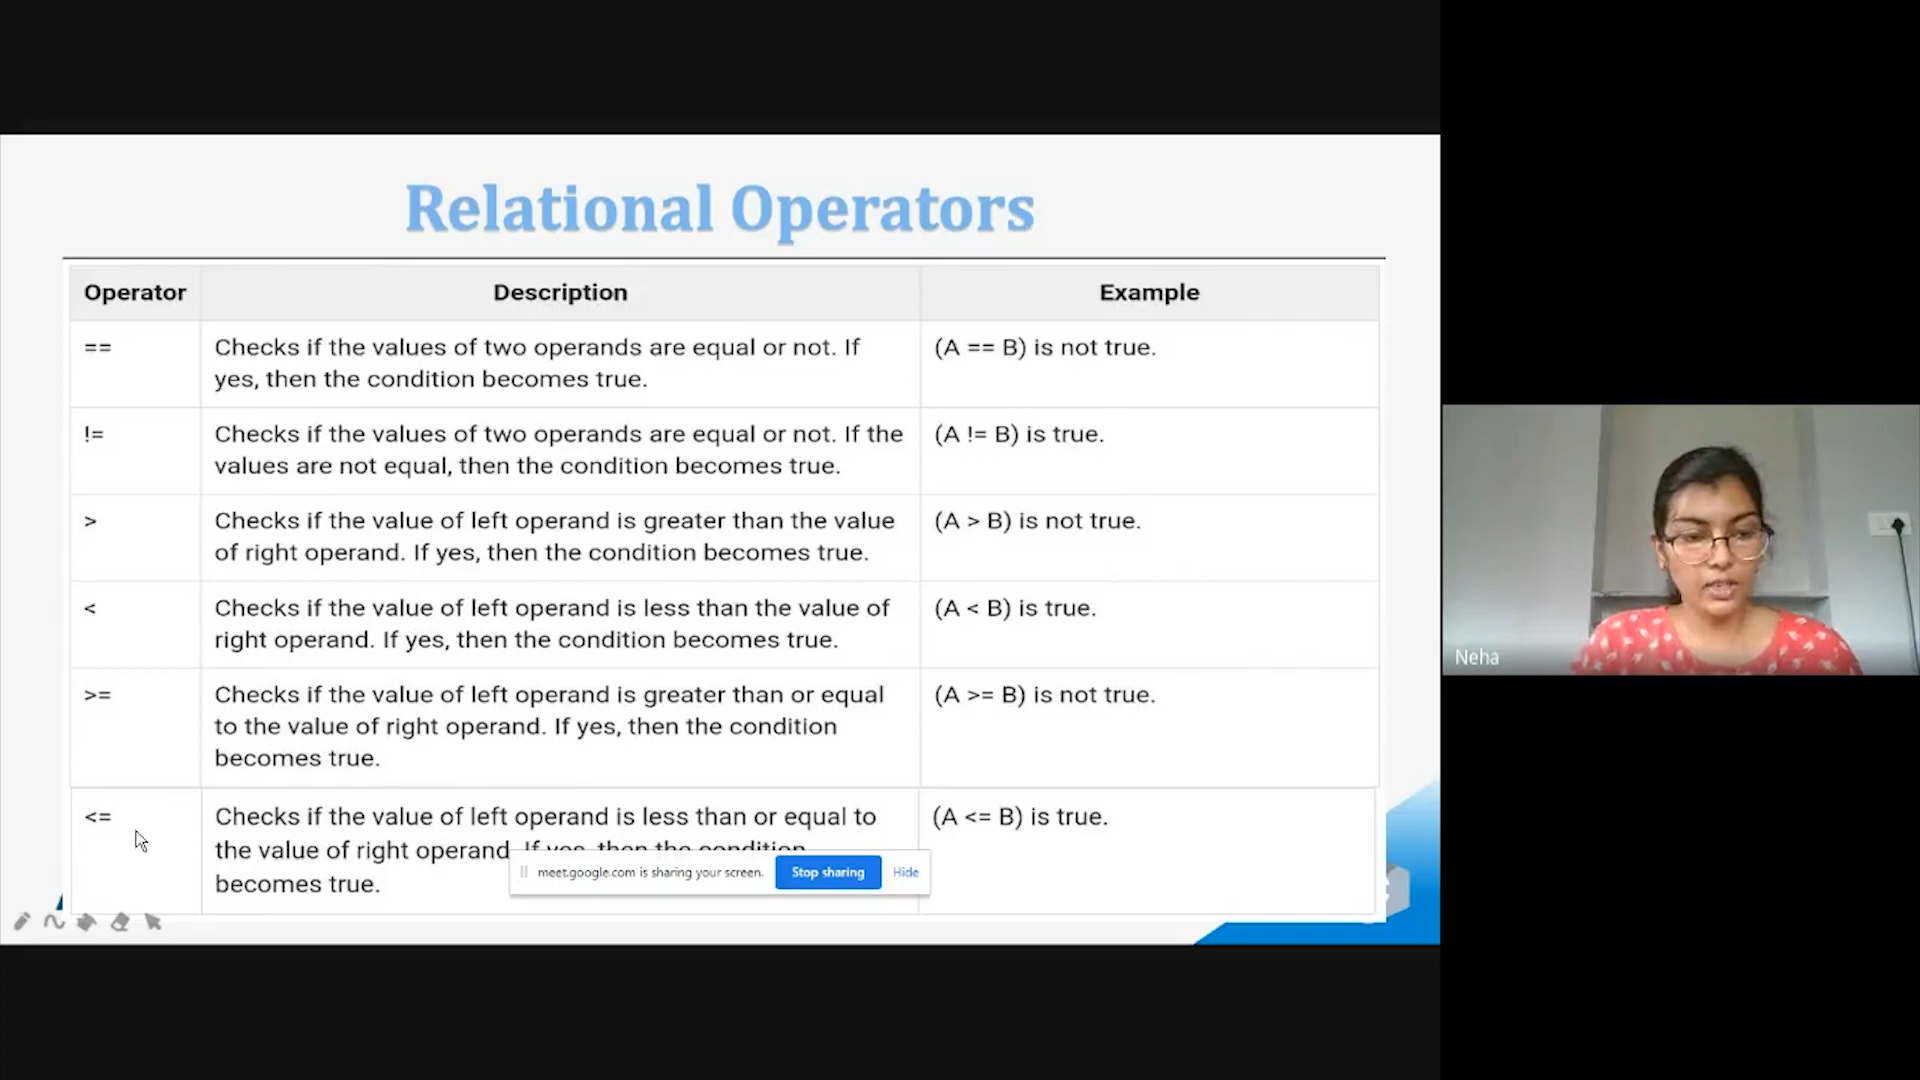 Relational Operators
Operator Description Example
== Checks if the values of two operands are equal or not. If (A == B) is not true.
yes, then the condition becomes true.
!= Checks if the values of two operands are equal or not. If the (A != B) is true.
values are not equal, then the condition becomes true.
> Checks if the value of left operand is greater than the value (A > B) is not true.
of right operand. If yes, then the condition becomes true.
< Checks if the value of left operand is less than the value of (A < B) is true.
right operand. If yes, then the condition becomes true.
>= Checks if the value of left operand is greater than or equal (A >= B) is not true.
to the value of right operand. If yes, then the condition
becomes true.
<= Checks if the value of left operand is less than or equal to (A <= B) is true.
the value of right operand. If yes, then the condition
becomes true.
meet.google.com is sharing your screen. Stop sharing Hide
Neha